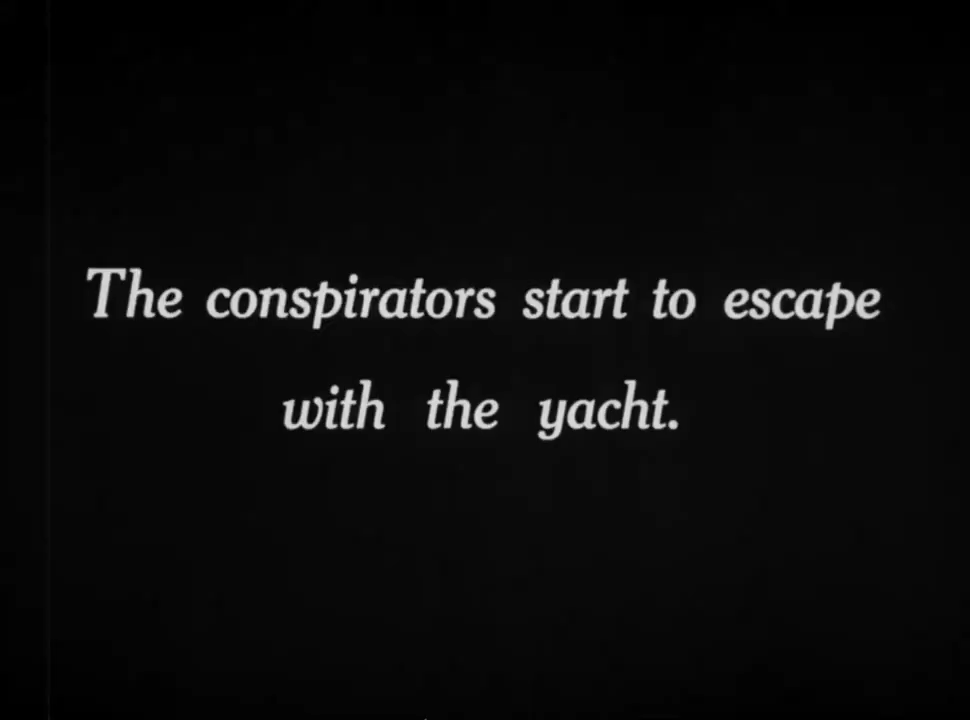 The conspirators start to escape
with the yacht.